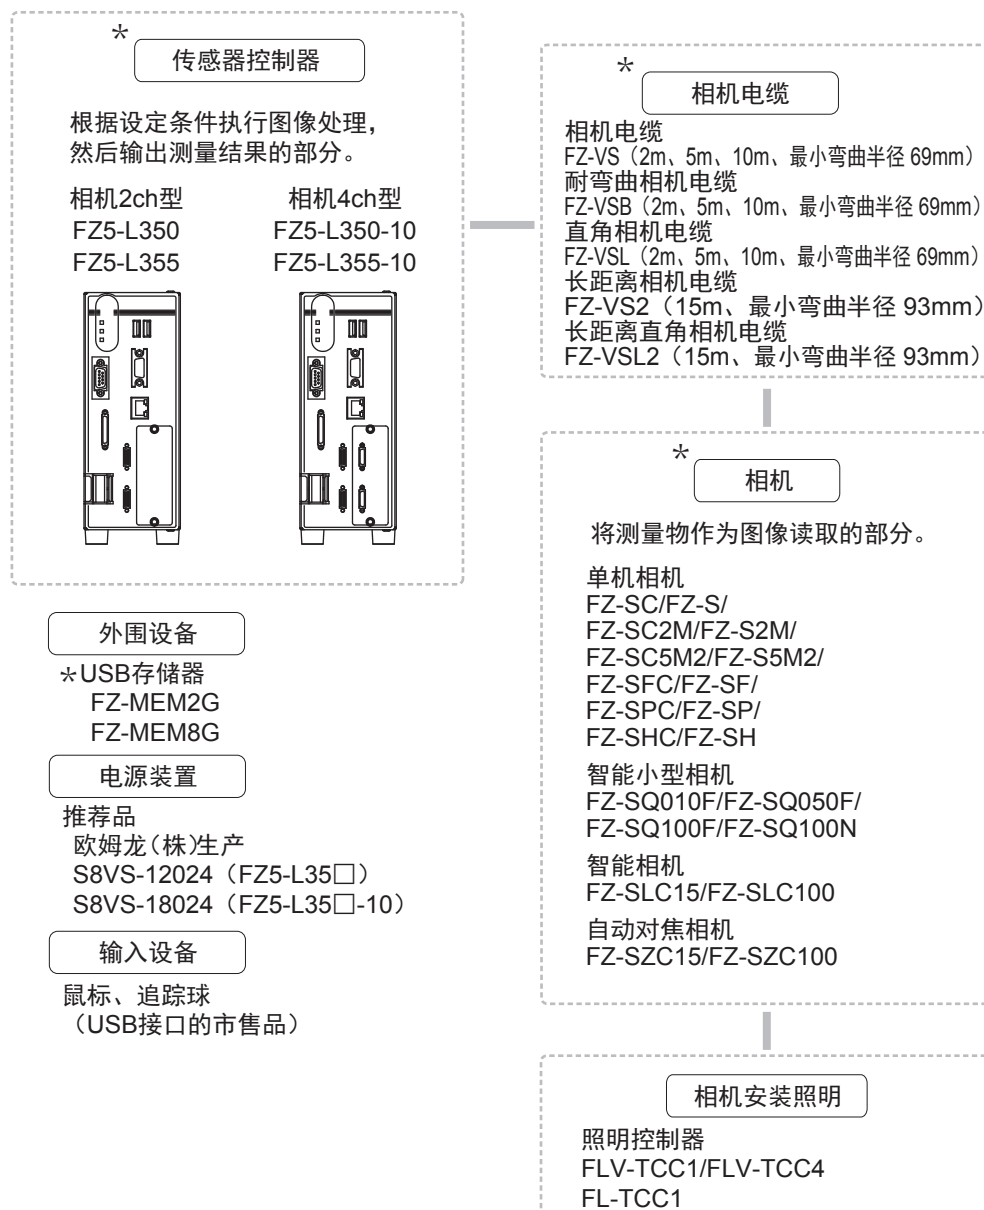 ＊
传感器控制器
根据设定条件执行图像处理，
然后输出测量结果的部分。
相机2ch型
FZ5-L350
FZ5-L355
相机4ch型
FZ5-L350-10
FZ5-L355-10
外围设备
＊USB存储器
FZ-MEM2G
FZ-MEM8G
电源装置
推荐品
欧姆龙（株）生产
S8VS-12024（FZ5-L35□）
S8VS-18024（FZ5-L35□-10）
输入设备
鼠标、追踪球
（USB接口的市售品）
＊
相机电缆
相机电缆
FZ-VS（2m、5m、10m、最小弯曲半径 69mm）
耐弯曲相机电缆
FZ-VSB（2m、5m、10m、最小弯曲半径 69mm）
直角相机电缆
FZ-VSL（2m、5m、10m、最小弯曲半径 69mm）
长距离相机电缆
FZ-VS2（15m、最小弯曲半径 93mm）
长距离直角相机电缆
FZ-VSL2（15m、最小弯曲半径 93mm）
＊
相机
将测量物作为图像读取的部分。
单机相机
FZ-SC/FZ-S/
FZ-SC2M/FZ-S2M/
FZ-SC5M2/FZ-S5M2/
FZ-SFC/FZ-SF/
FZ-SPC/FZ-SP/
FZ-SHC/FZ-SH
智能小型相机
FZ-SQ010F/FZ-SQ050F/
FZ-SQ100F/FZ-SQ100N
智能相机
FZ-SLC15/FZ-SLC100
自动对焦相机
FZ-SZC15/FZ-SZC100
相机安装照明
照明控制器
FLV-TCC1/FLV-TCC4
FL-TCC1